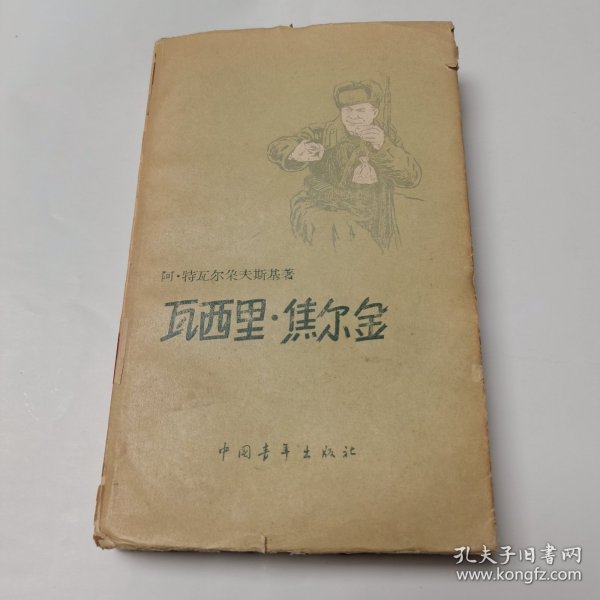 阿·特瓦尔朵夫斯基著
瓦西里·焦尔金
中国青年出版社
孔夫子旧书网
www.kongfz.com